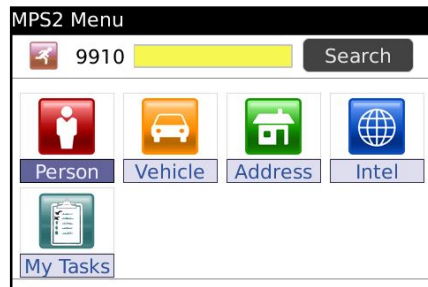 MPS2 Menu
9910 Search
Person Vehicle Address Intel
My Tasks